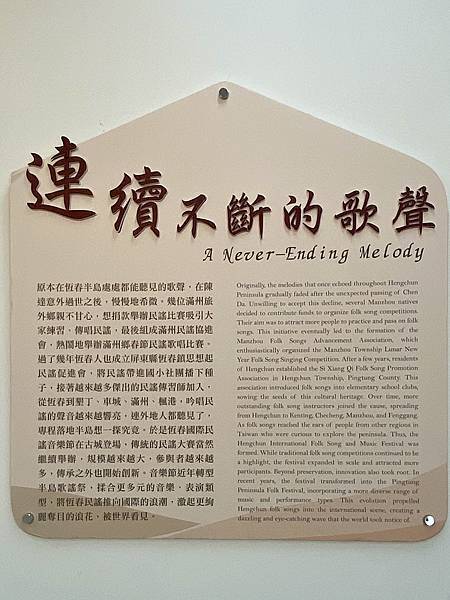 連續不斷的歌聲
A Never-Ending Melody
原本在恆春半島處處都能聽見的歌聲，在陳
達意外過世之後，慢慢地希微。幾位滿州旅
外鄉親不甘心，想捐款舉辦民謠比賽吸引大
家練習、傳唱民謠，最後組成滿州民謠協進
會，熱鬧地舉辦滿州鄉春節民謠歌唱比賽。
過了幾年恆春人也成立屏東縣恆春鎮思想起
民謠促進會，將民謠帶進國小社團播下種
子，接著越來越多傑出的民謠傳習師加入，
從恆春到墾丁、車城、滿州、楓港，吟唱民
謠的聲音越來越響亮，連外地人都聽見了，
專程落地半島想一探究竟，於是恆春國際民
謠音樂節在古城登場，傳統的民謠大賽當然
繼續舉辦，規模越來越大，參與者越來越
多，傳承之外也開始創新，音樂節近年轉型
半島歌謠祭，揉合更多元的音樂、表演類
型，將恆春民謠推向國際的浪潮，激起更絢
麗奪目的浪花，被世界看見。
Originally, the melodies that once echoed throughout Hengchun
Peninsula gradually faded after the unexpected passing of Chen
Da. Unwilling to accept this decline, several Manzhou natives
decided to contribute funds to organize folk song competitions.
Their aim was to attract more people to practice and pass on folk
songs. This initiative eventually led to the formation of the
Manzhou Folk Songs Advancement Association, which
enthusiastically organized the Manzhou Township Lunar New
Year Folk Song Singing Competition. After a few years, residents
of Hengchun established the Si Xiang Qi Folk Song Promotion
Association in Hengchun Township, Pingtung County. This
association introduced folk songs into elementary school clubs,
sowing the seeds of this cultural heritage. Over time, more
outstanding folk song instructors joined the cause, spreading
from Hengchun to Kenting, Checheng, Manzhou, and Fenggang.
As folk songs reached the ears of people from other regions in
Taiwan who were curious to explore the peninsula. Thus, the
Hengchun International Folk Song and Music Festival was
formed. While traditional folk song competitions continued to be
a highlight, the festival expanded in scale and attracted more
participants. Beyond preservation, innovation also took root. In
recent years, the festival transformed into the Pingtung
Peninsula Folk Festival, incorporating a more diverse range of
music and performance types. This evolution propelled
Hengchun folk songs into the international scene, creating a
dazzling and eye-catching wave that the world took notice of.